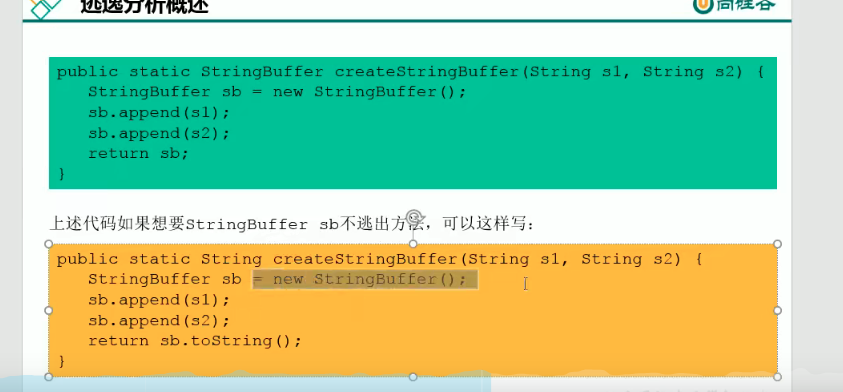 逃逸分析概述
尚硅谷
public static StringBuffer createStringBuffer(String s1, String s2) {
StringBuffer sb = new StringBuffer();
sb.append(s1);
sb.append(s2);
return sb;
}
上述代码如果想要StringBuffer sb不逃出方法，可以这样写：
public static String createStringBuffer(String s1, String s2) {
StringBuffer sb = new StringBuffer();
sb.append(s1);
sb.append(s2);
return sb.toString();
}